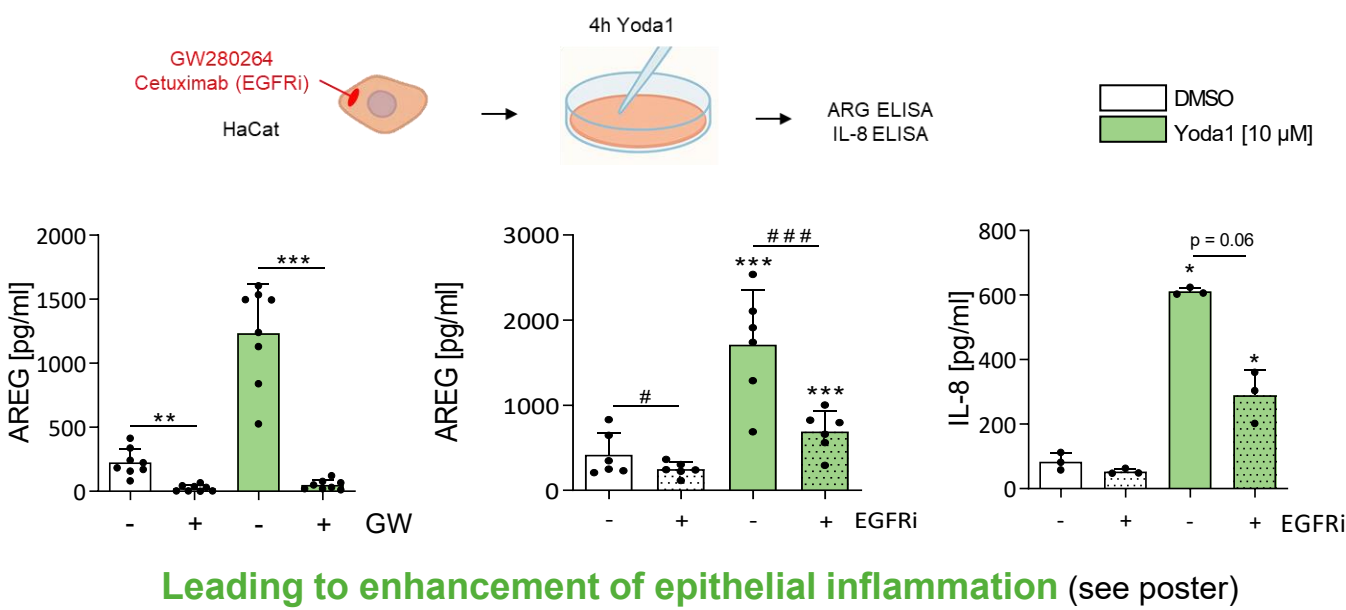 4h Yoda1
GW280264
Cetuximab (EGFRi)
HaCat
ARG ELISA
IL-8 ELISA
DMSO
Yoda1 [10 µM]
AREG [pg/ml]
2000
1500
1000
500
0
**
***
- + - + GW
AREG [pg/ml]
3000
2000
1000
0
#
***
###
***
- + - + EGFRi
IL-8 [pg/ml]
800
600
400
200
0
p = 0.06
*
*
- + - + EGFRi
Leading to enhancement of epithelial inflammation (see poster)